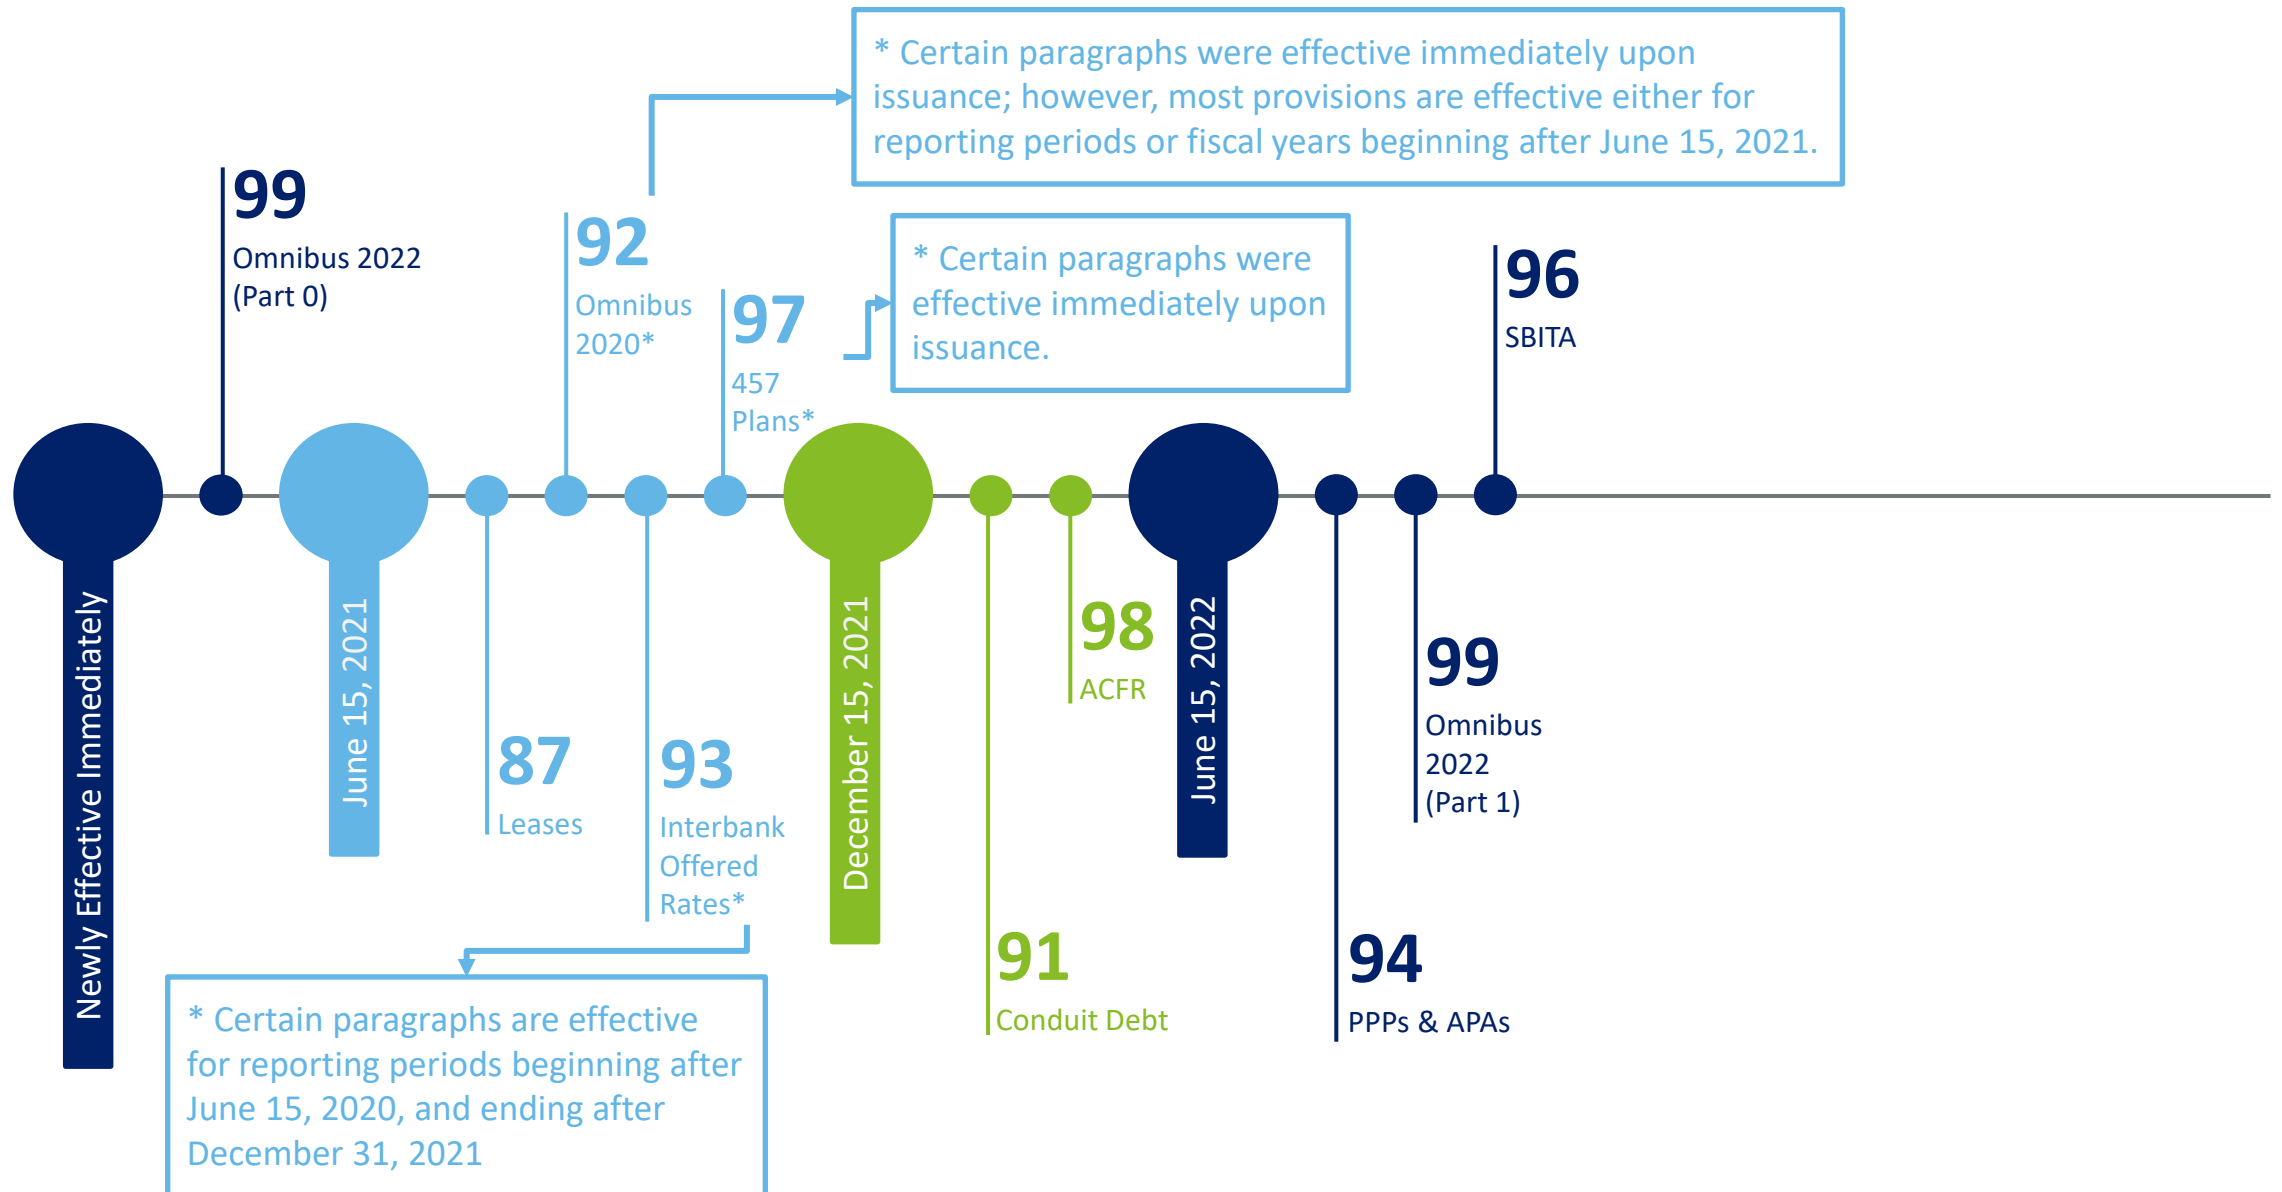 * Certain paragraphs were effective immediately upon
issuance; however, most provisions are effective either for
reporting periods or fiscal years beginning after June 15, 2021.
99
Omnibus 2022
(Part 0)
92
Omnibus
2020*
97
457
Plans*
* Certain paragraphs were
effective immediately upon
issuance.
96
SBITA
Newly Effective Immediately
June 15, 2021
87
Leases
93
Interbank
Offered
Rates*
* Certain paragraphs are effective
for reporting periods beginning after
June 15, 2020, and ending after
December 31, 2021
December 15, 2021
91
Conduit Debt
98
ACFR
June 15, 2022
94
PPPs & APAs
99
Omnibus
2022
(Part 1)